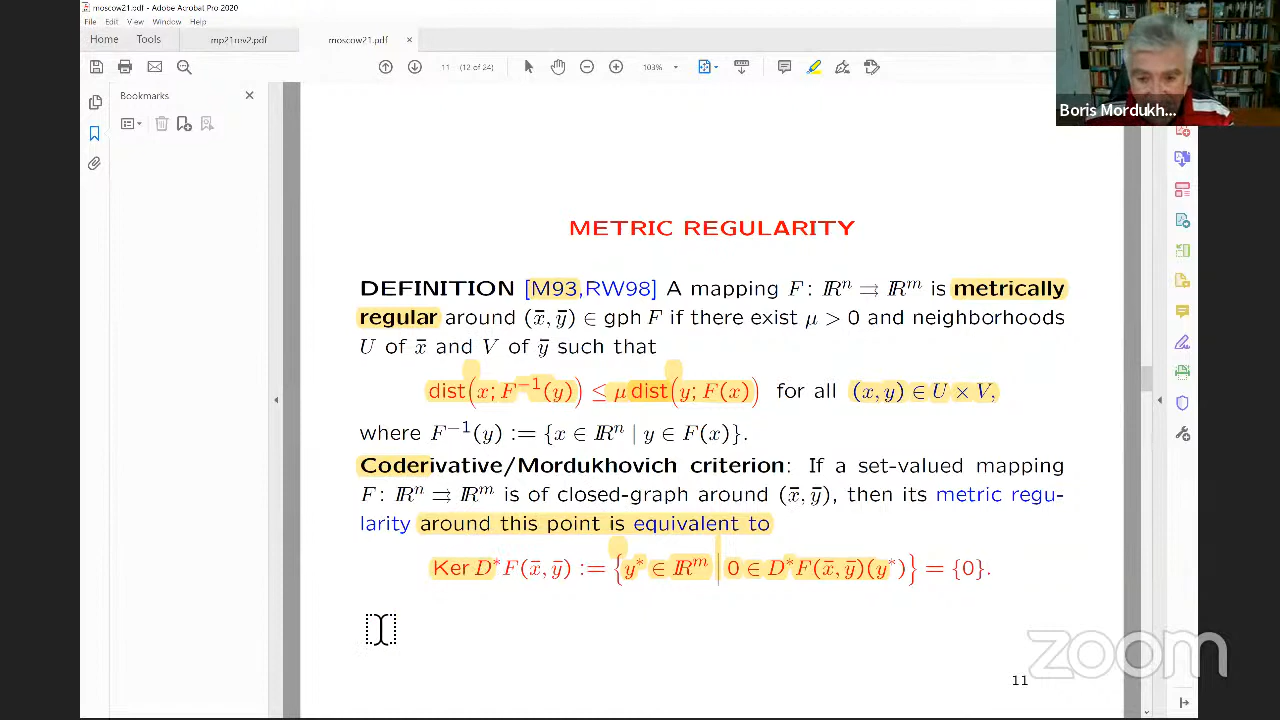 moscow21.pdf - Adobe Acrobat Pro 2020
File Edit View Window Help
Home Tools mp21rev2.pdf moscow21.pdf ×
11 (12 of 24) 103%
Bookmarks
Boris Mordukh...
METRIC REGULARITY
DEFINITION [M93,RW98] A mapping F: ℝⁿ ⇉ ℝᵐ is metrically
regular around (x̄, ȳ) ∈ gph F if there exist μ > 0 and neighborhoods
U of x̄ and V of ȳ such that
dist(x; F⁻¹(y)) ≤ μ dist(y; F(x)) for all (x, y) ∈ U × V,
where F⁻¹(y) := {x ∈ ℝⁿ | y ∈ F(x)}.
Coderivative/Mordukhovich criterion: If a set-valued mapping
F: ℝⁿ ⇉ ℝᵐ is of closed-graph around (x̄, ȳ), then its metric regu-
larity around this point is equivalent to
Ker D*F(x̄, ȳ) := {y* ∈ ℝᵐ | 0 ∈ D*F(x̄, ȳ)(y*)} = {0}.
zoom
11